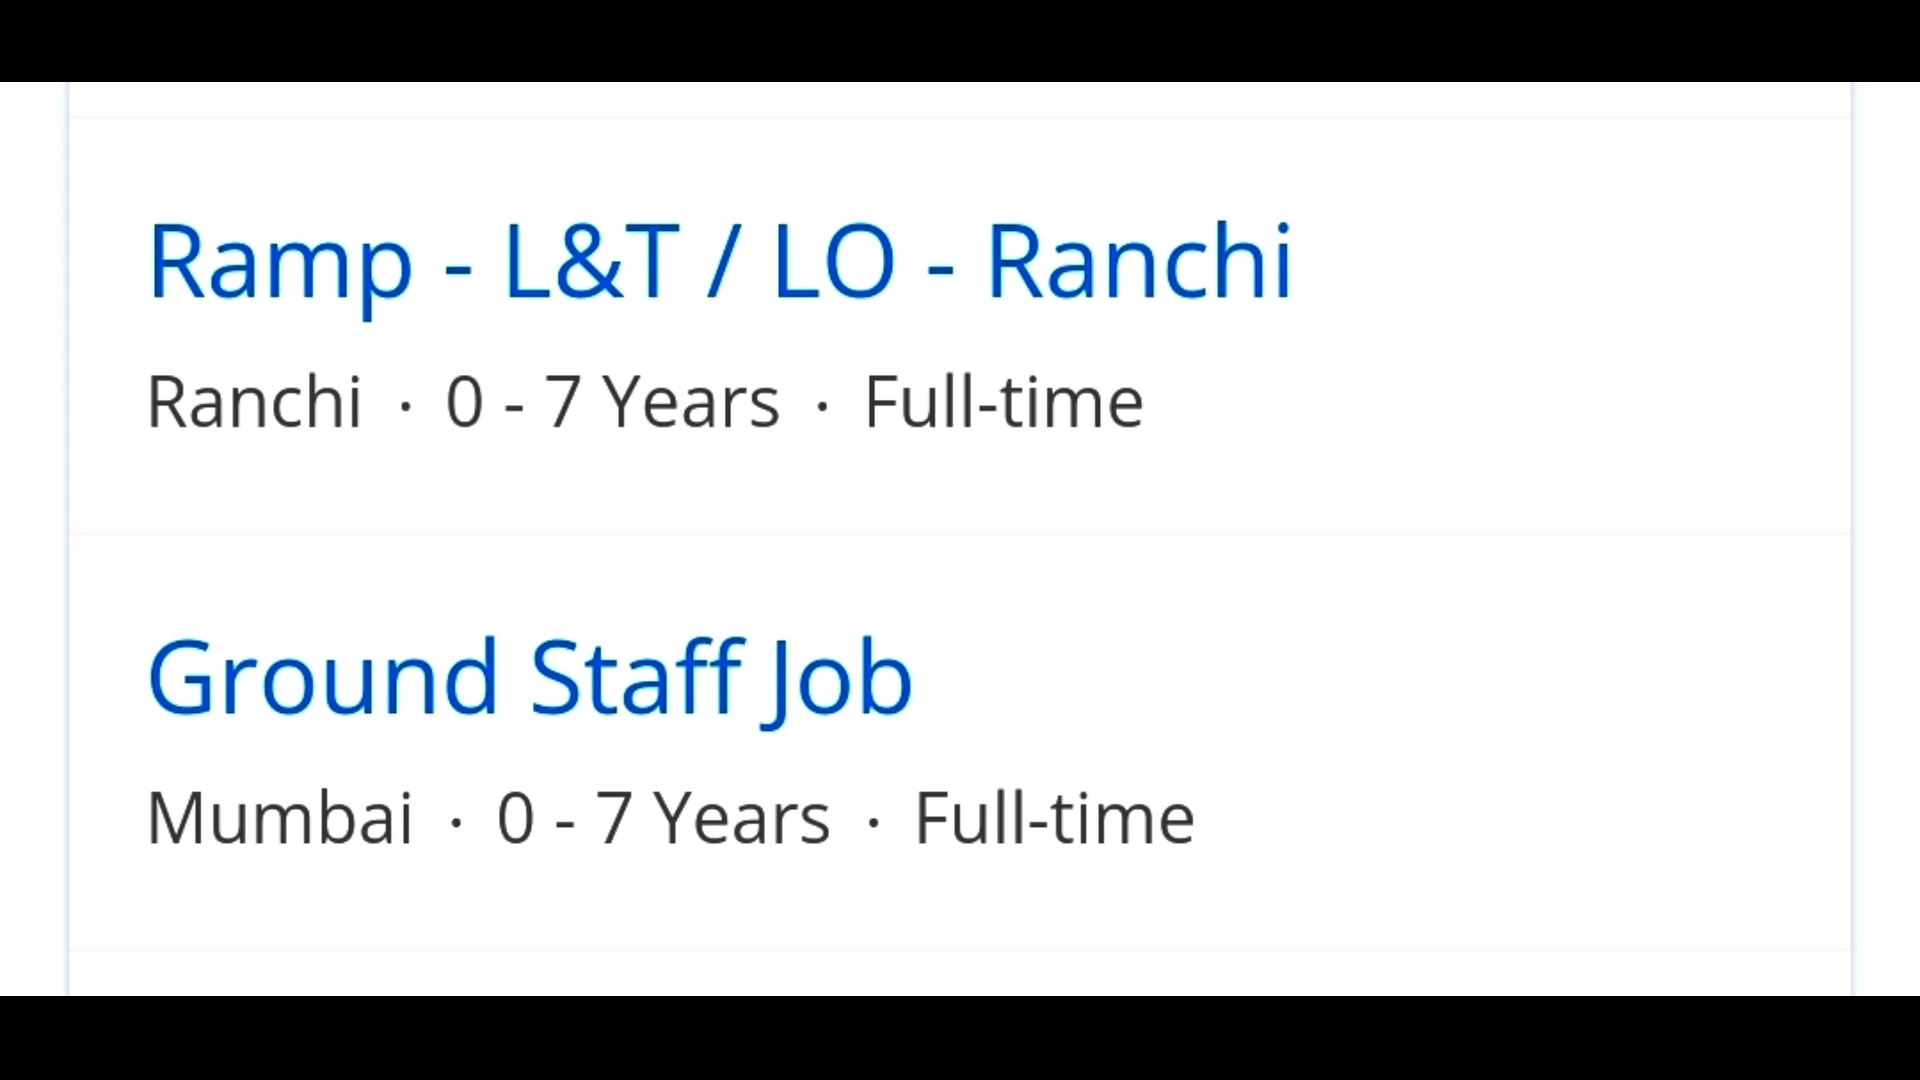 Ramp - L&T / LO - Ranchi
Ranchi · 0 - 7 Years · Full-time
Ground Staff Job
Mumbai · 0 - 7 Years · Full-time